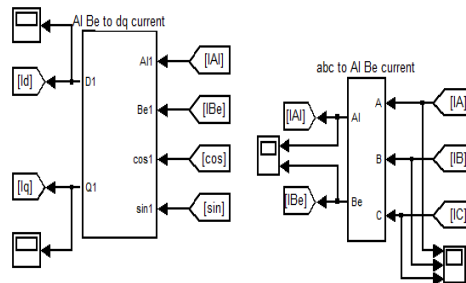 Al Be to dq current
[Id]
D1
Al1
[IAl]
Be1
[IBe]
cos1
[cos]
[Iq]
Q1
sin1
[sin]
abc to Al Be current
[IAl]
Al
A
[IA]
B
[IB]
[IBe]
Be
C
[IC]